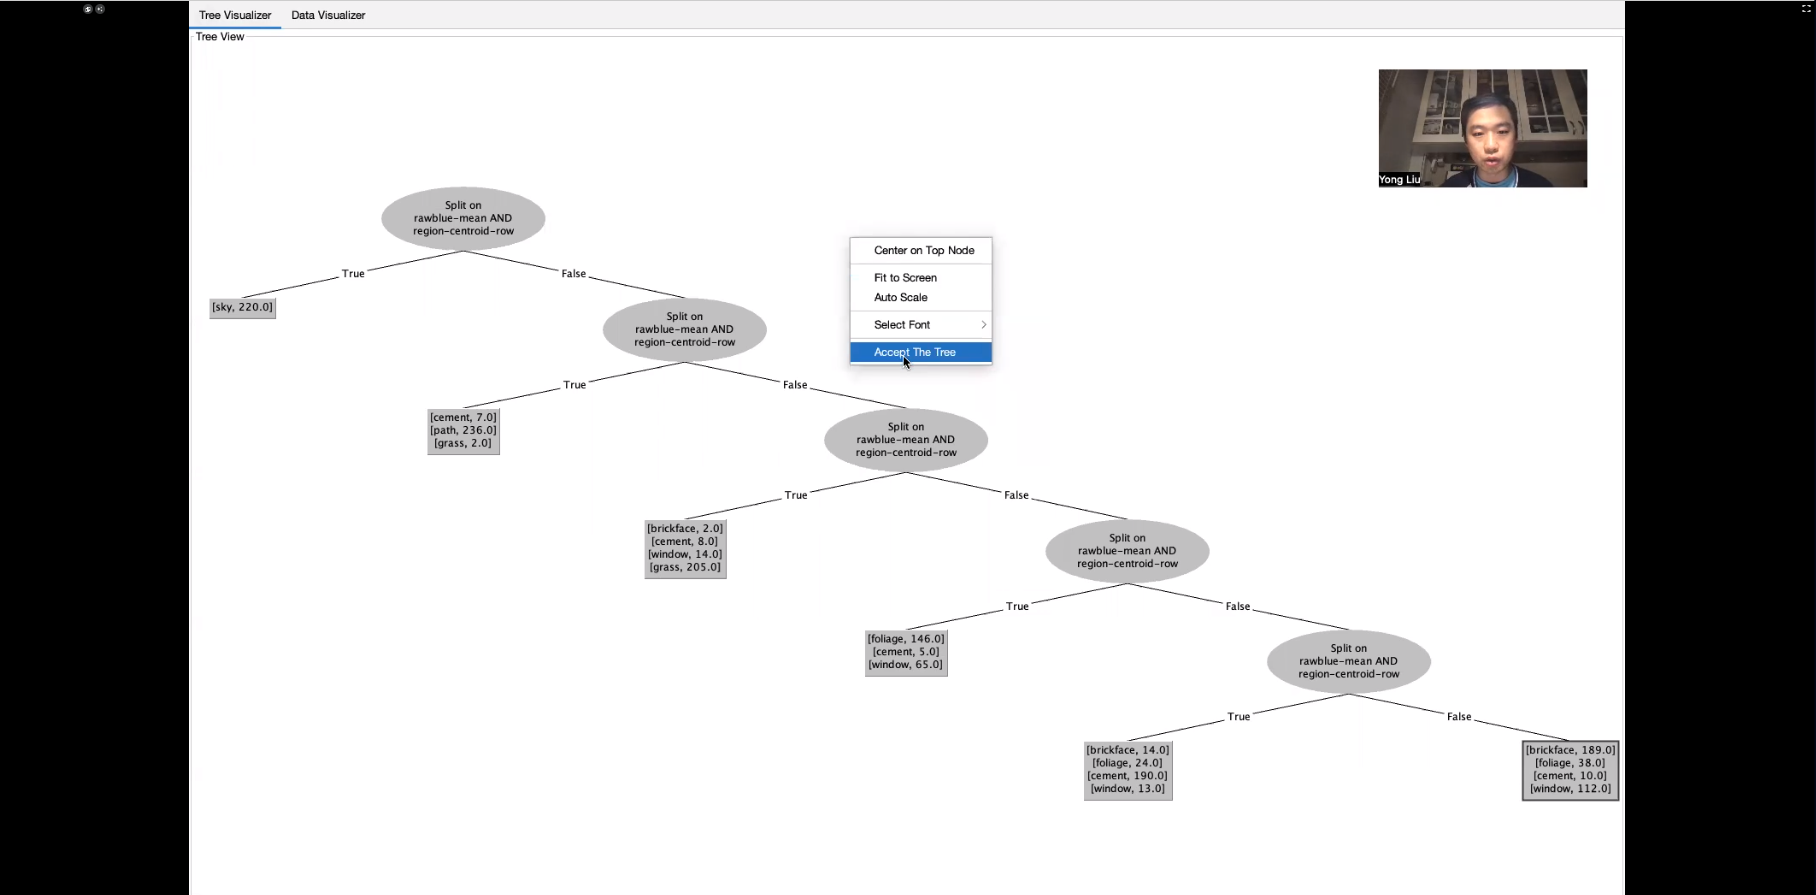 Tree Visualizer
Data Visualizer
Tree View
Yong Liu
Split on
rawblue-mean AND
region-centroid-row
True
False
[sky, 220.0]
Split on
rawblue-mean AND
region-centroid-row
Center on Top Node
Fit to Screen
Auto Scale
Select Font
Accept The Tree
True
False
[cement, 7.0]
[path, 236.0]
[grass, 2.0]
Split on
rawblue-mean AND
region-centroid-row
True
False
[brickface, 2.0]
[cement, 8.0]
[window, 14.0]
[grass, 205.0]
Split on
rawblue-mean AND
region-centroid-row
True
False
[foliage, 146.0]
[cement, 5.0]
[window, 65.0]
Split on
rawblue-mean AND
region-centroid-row
True
False
[brickface, 14.0]
[foliage, 24.0]
[cement, 190.0]
[window, 13.0]
[brickface, 189.0]
[foliage, 38.0]
[cement, 10.0]
[window, 112.0]